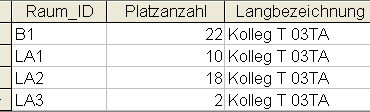 Raum_ID Platzanzahl Langbezeichnung
B1 22 Kolleg T 03TA
LA1 10 Kolleg T 03TA
LA2 18 Kolleg T 03TA
LA3 2 Kolleg T 03TA